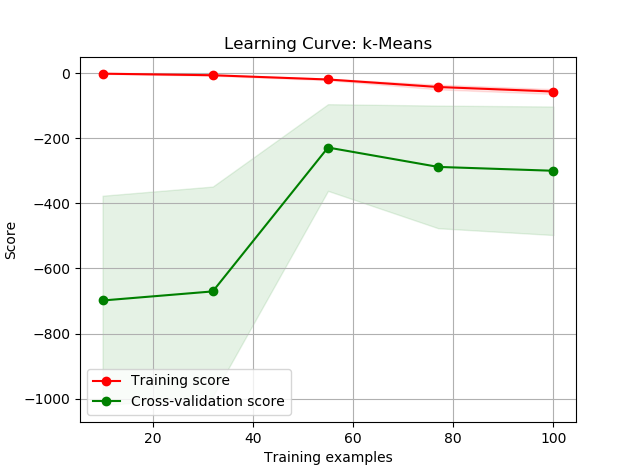 Learning Curve: k-Means
Score
0
−200
−400
−600
−800
−1000
Training score
Cross-validation score
20 40 60 80 100
Training examples